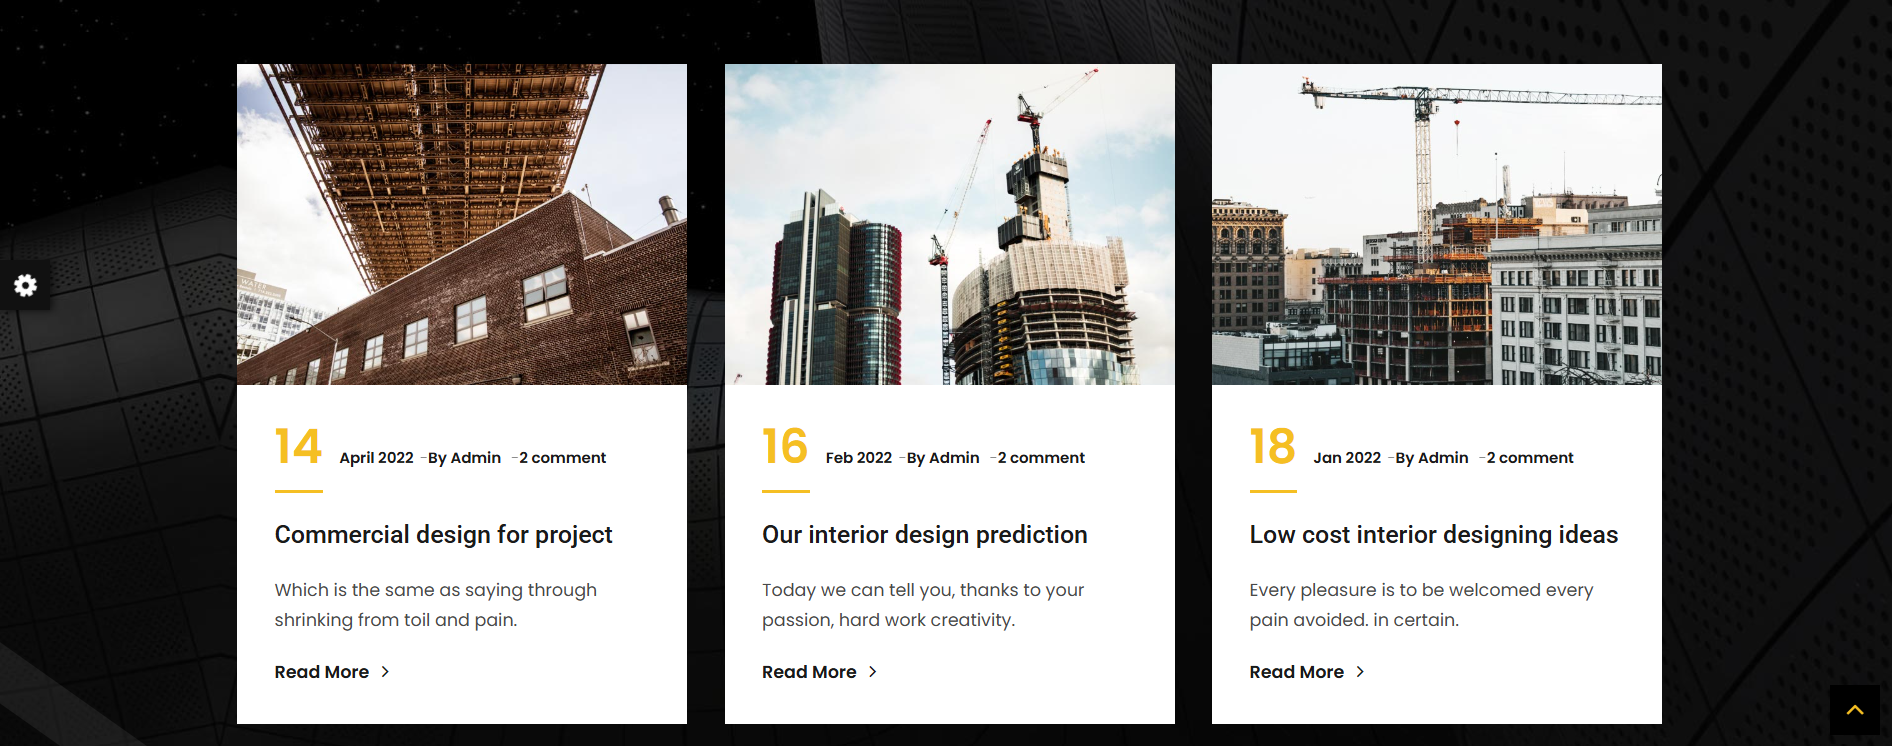 WATER
14 April 2022 -By Admin -2 comment
Commercial design for project
Which is the same as saying through
shrinking from toil and pain.
Read More
16 Feb 2022 -By Admin -2 comment
Our interior design prediction
Today we can tell you, thanks to your
passion, hard work creativity.
Read More
18 Jan 2022 -By Admin -2 comment
Low cost interior designing ideas
Every pleasure is to be welcomed every
pain avoided. in certain.
Read More